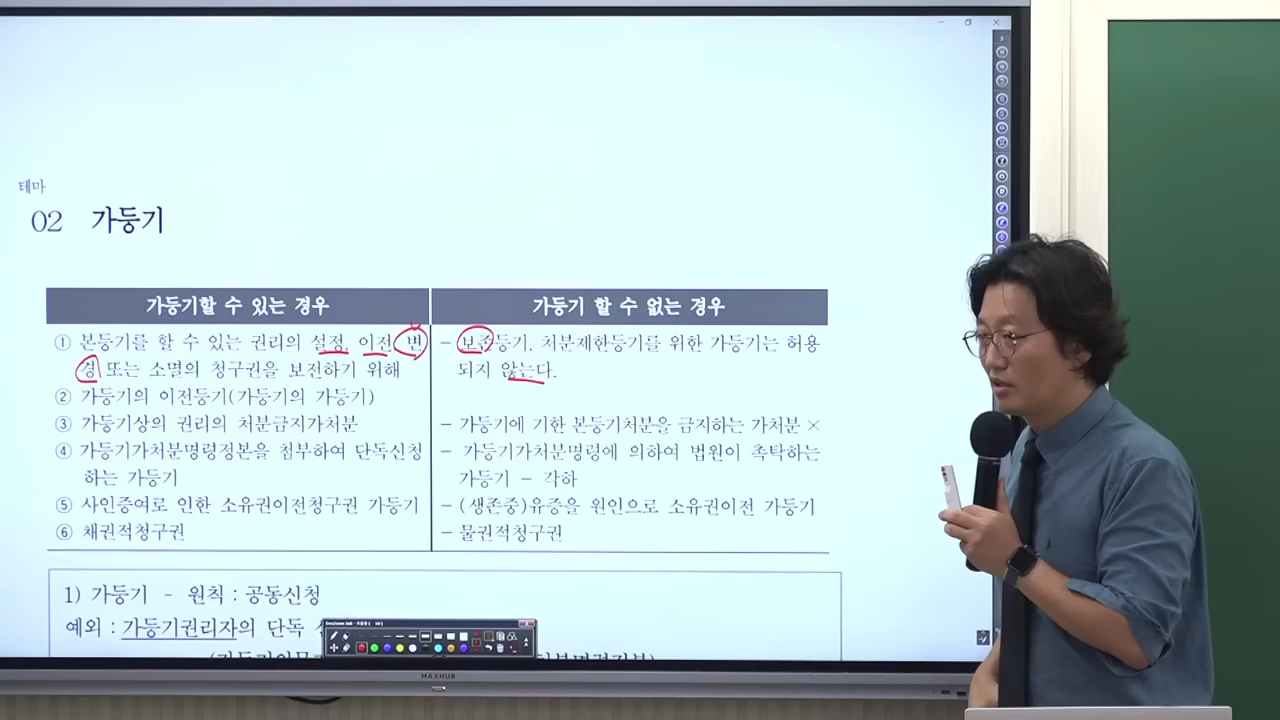 테마
02 가등기
가등기할 수 있는 경우
① 본등기를 할 수 있는 권리의 설정, 이전, 변
경 또는 소멸의 청구권을 보전하기 위해
② 가등기의 이전등기(가등기의 가등기)
③ 가등기상의 권리의 처분금지가처분
④ 가등기가처분명령정본을 첨부하여 단독신청
하는 가등기
⑤ 사인증여로 인한 소유권이전청구권 가등기
⑥ 채권적청구권
가등기 할 수 없는 경우
- 보존등기, 처분제한등기를 위한 가등기는 허용
되지 않는다.
- 가등기에 기한 본등기처분을 금지하는 가처분 ×
- 가등기가처분명령에 의하여 법원이 촉탁하는
가등기 - 각하
- (생존중)유증을 원인으로 소유권이전 가등기
- 물권적청구권
1) 가등기 - 원칙 : 공동신청
예외 : 가등기권리자의 단독
MAXHUB